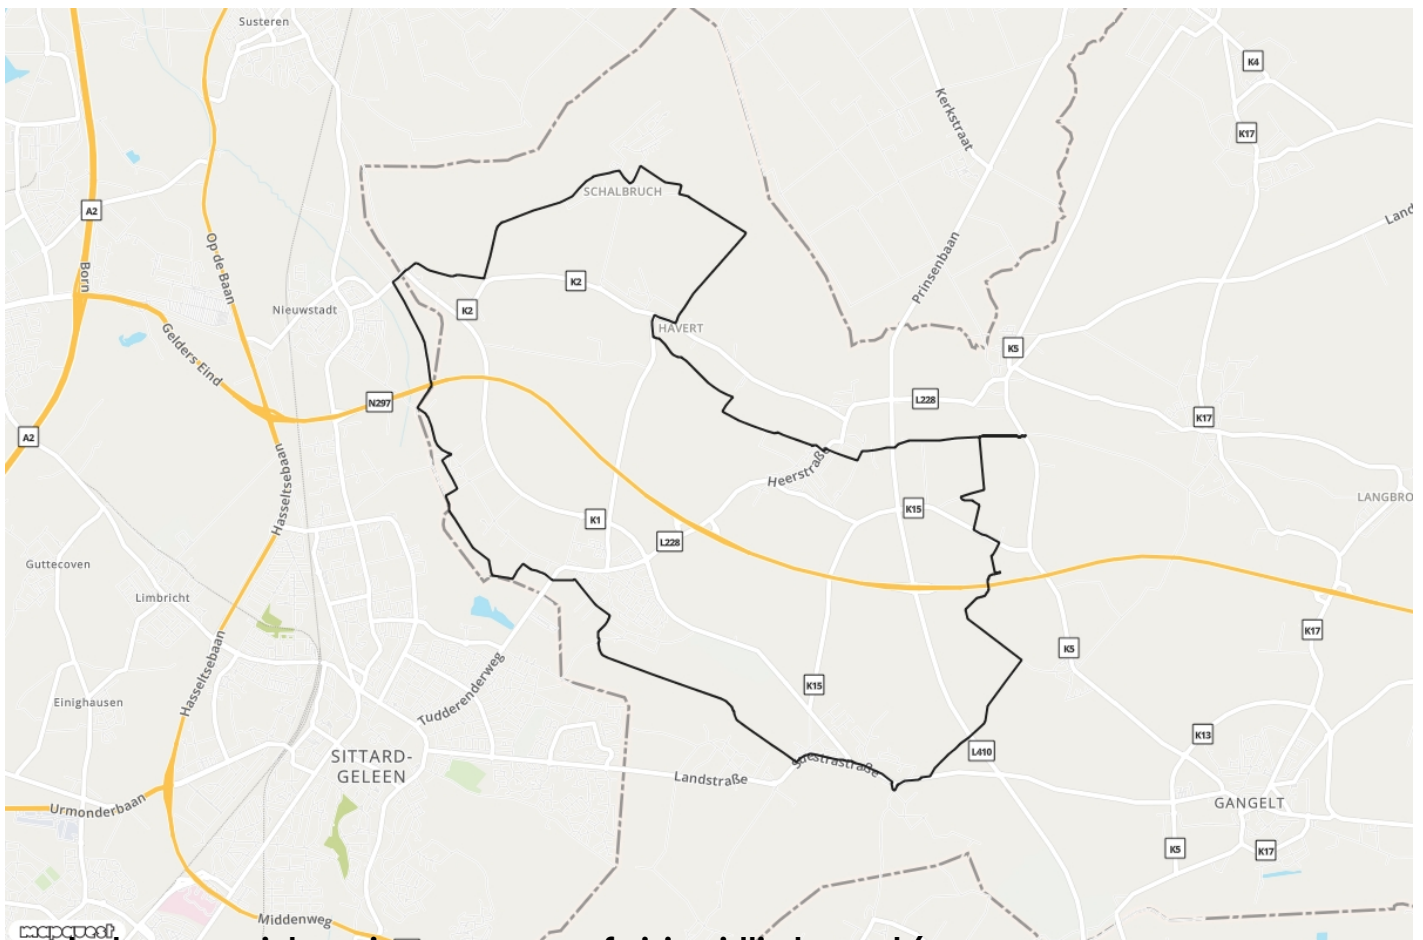 Susteren
K4
Kerkstraat
K17
SCHALBRUCH
A2
Land
Op de Baan
Prinsenbaan
Born
K2
K2
Nieuwstadt
HAVERT
K5
Gelders Eind
N297
L228
K17
A2
Heerstraße
Hasseltsebaan
LANGBRO
K15
K1
L228
Guttecoven
Limbricht
K17
K5
Hasseltsebaan
Tudderenderweg
K15
Einighausen
K13
L410
SITTARD-
GELEEN
Landstraße
GANGELT
Urmonderbaan
K5
K17
Middenweg
mapquest